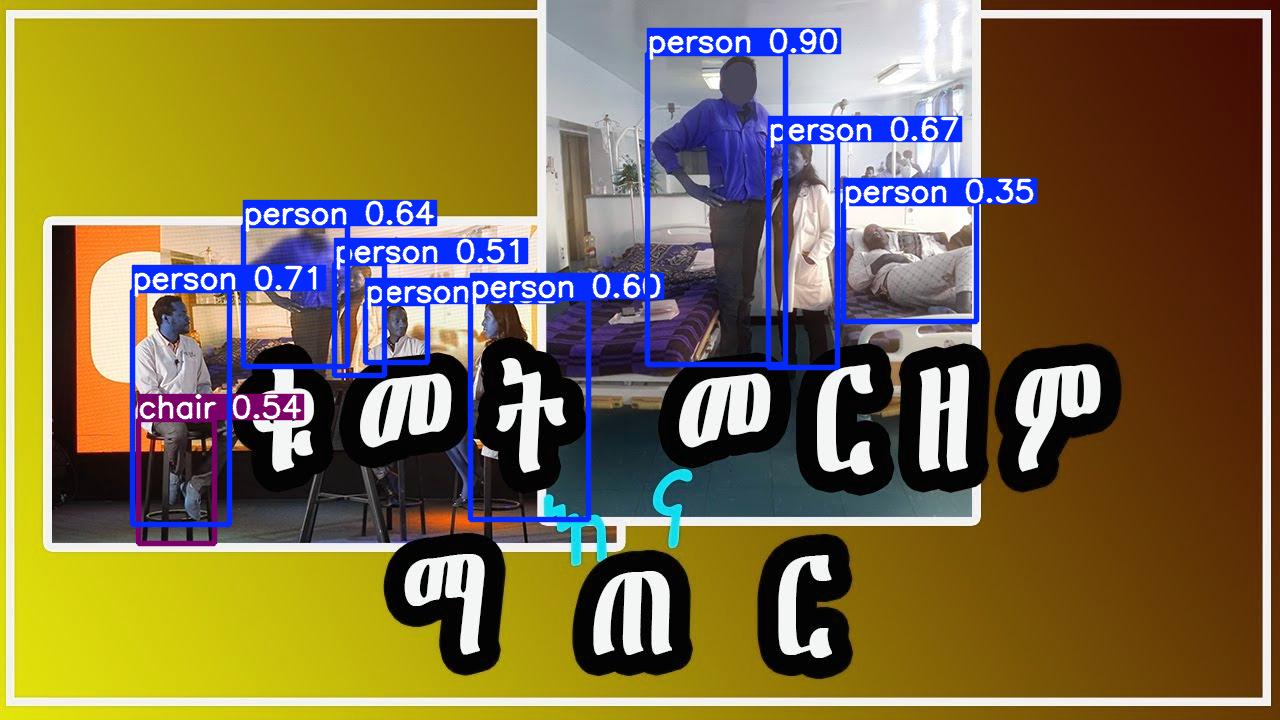 person 0.90
person 0.67
person 0.35
person 0.64
person 0.51
person 0.71
person
person 0.60
chair 0.54
ቁመት መርዘም
እና
ማጠር